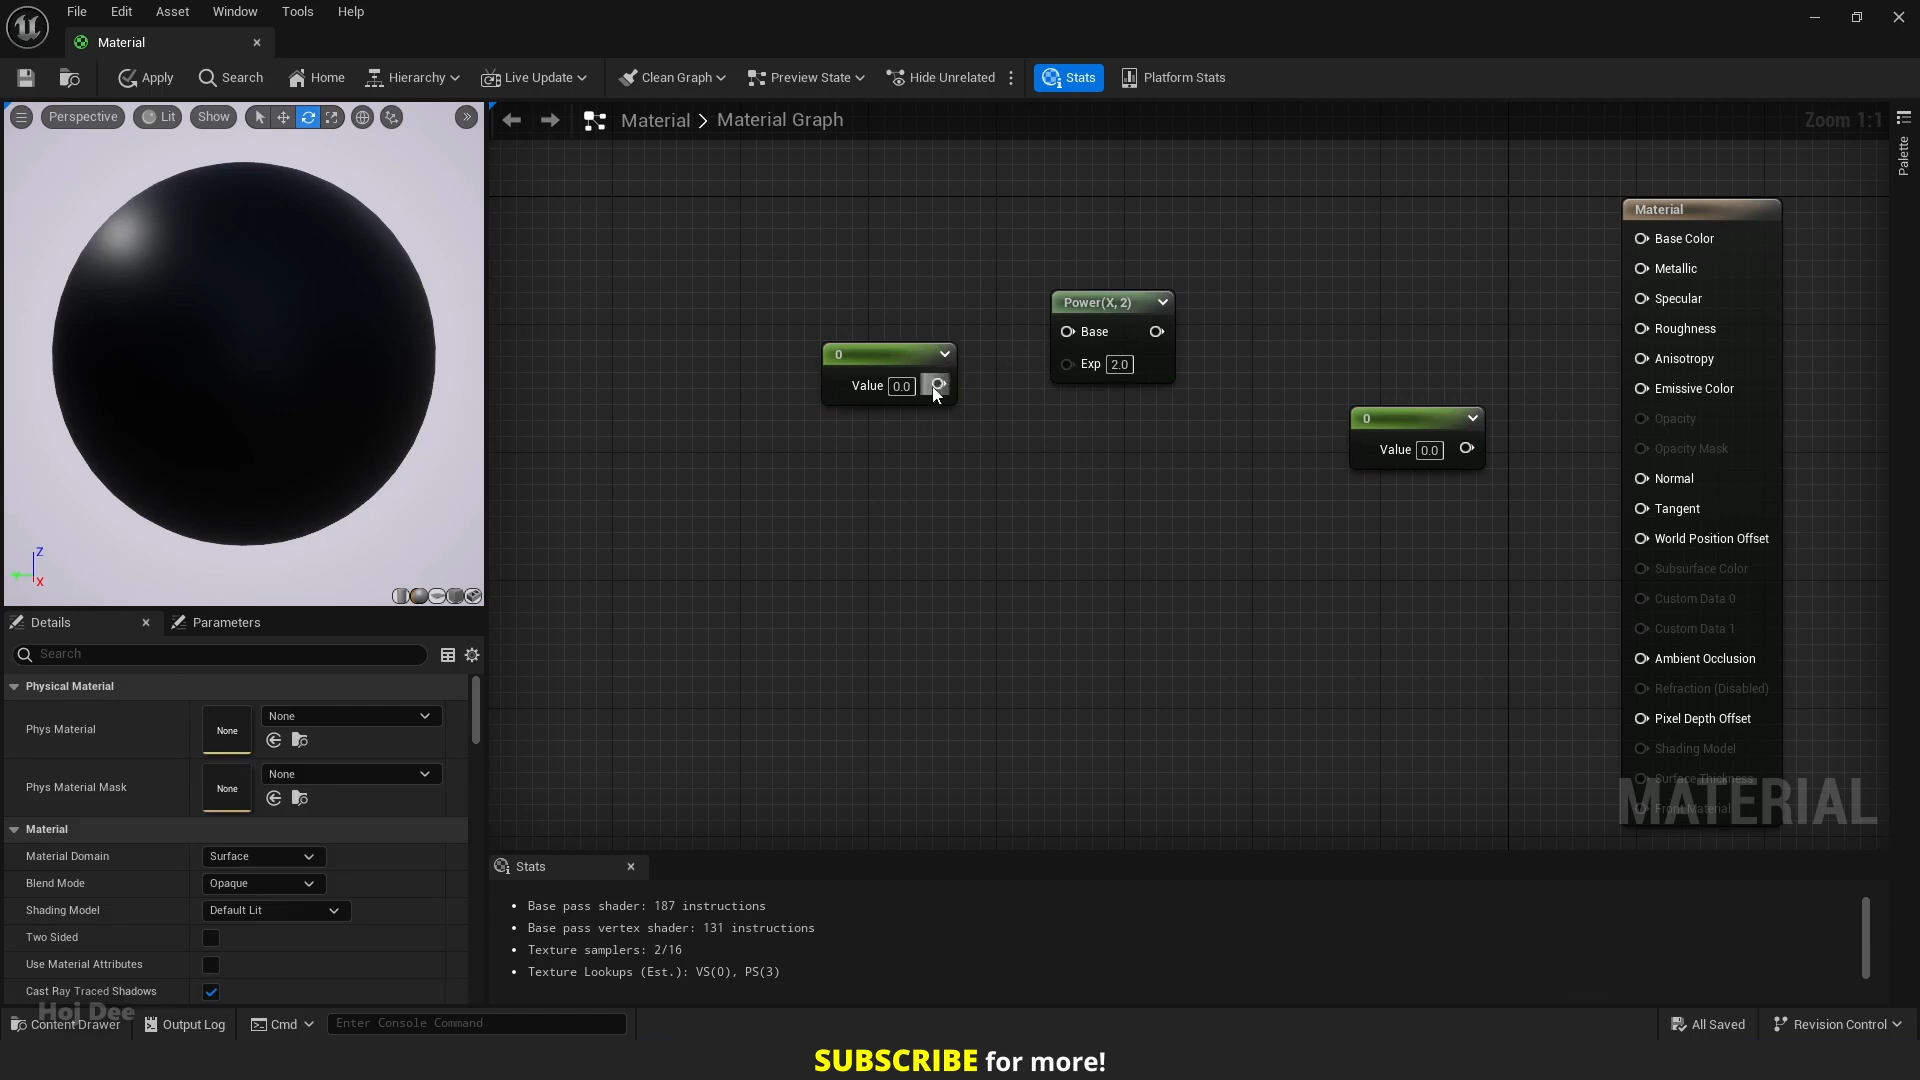 File Edit Asset Window Tools Help
Material
Apply Search Home Hierarchy Live Update Clean Graph Preview State Hide Unrelated Stats Platform Stats
Perspective Lit Show
Material > Material Graph
Zoom 1:1
Palette
Material
Base Color
Metallic
Specular
Roughness
Anisotropy
Emissive Color
Opacity
Opacity Mask
Normal
Tangent
World Position Offset
Subsurface Color
Custom Data 0
Custom Data 1
Ambient Occlusion
Refraction (Disabled)
Pixel Depth Offset
Shading Model
Surface Thickness
Front Material
MATERIAL
Power(X, 2)
Base
Exp 2.0
0
Value 0.0
0
Value 0.0
Z
X
Details Parameters
Search
Physical Material
Phys Material None None
Phys Material Mask None None
Material
Material Domain Surface
Blend Mode Opaque
Shading Model Default Lit
Two Sided
Use Material Attributes
Cast Ray Traced Shadows
Stats
• Base pass shader: 187 instructions
• Base pass vertex shader: 131 instructions
• Texture samplers: 2/16
• Texture Lookups (Est.): VS(0), PS(3)
Hoj Dee
Content Drawer Output Log Cmd Enter Console Command All Saved Revision Control
SUBSCRIBE for more!